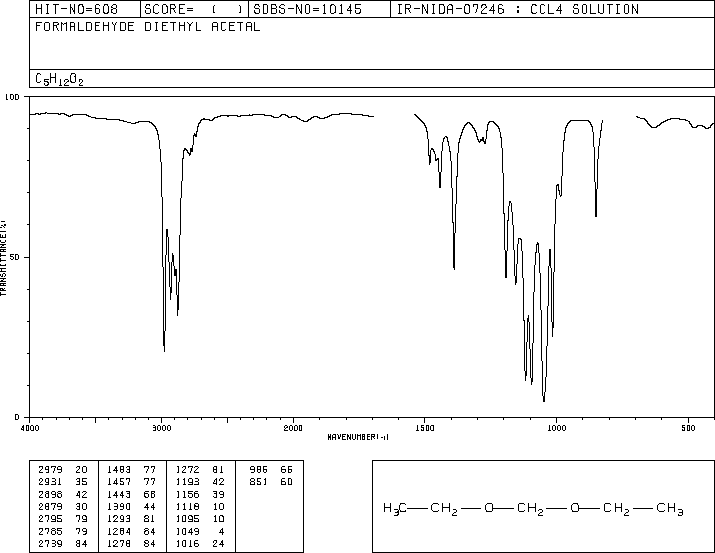 HIT-NO=608 SCORE= ( ) SDBS-NO=10145 IR-NIDA-07246 : CCL4 SOLUTION
FORMALDEHYDE DIETHYL ACETAL
C5H12O2
100
50
0
TRANSMITTANCE(%)
4000 3000 2000 1500 1000 500
WAVENUMBER(-1)
2979 20 1483 77 1272 81 986 66
2931 35 1457 77 1193 42 851 60
2898 42 1443 68 1156 39
2879 30 1390 44 1118 10
2795 79 1293 81 1095 10
2765 79 1284 84 1049 4
2739 84 1278 84 1016 24
H3C—CH2—O—CH2—O—CH2—CH3